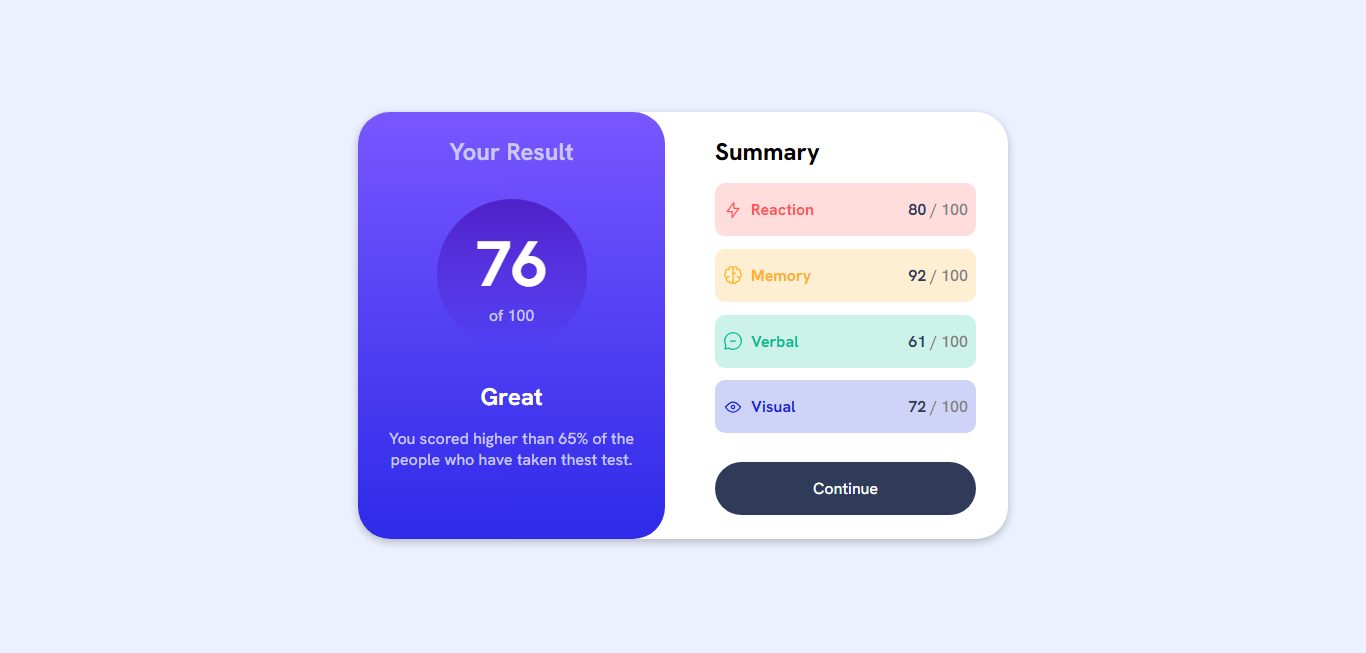 Your Result
76
of 100
Great
You scored higher than 65% of the
people who have taken thest test.
Summary
Reaction 80 / 100
Memory 92 / 100
Verbal 61 / 100
Visual 72 / 100
Continue